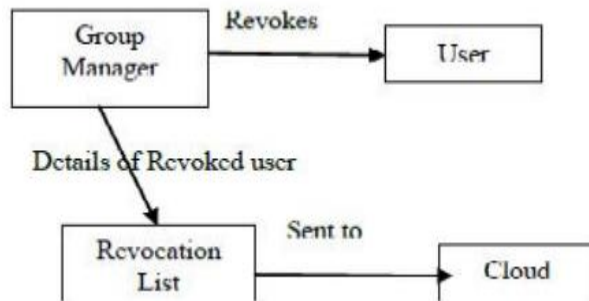 Revokes
Group
Manager
User
Details of Revoked user
Sent to
Revocation
List
Cloud